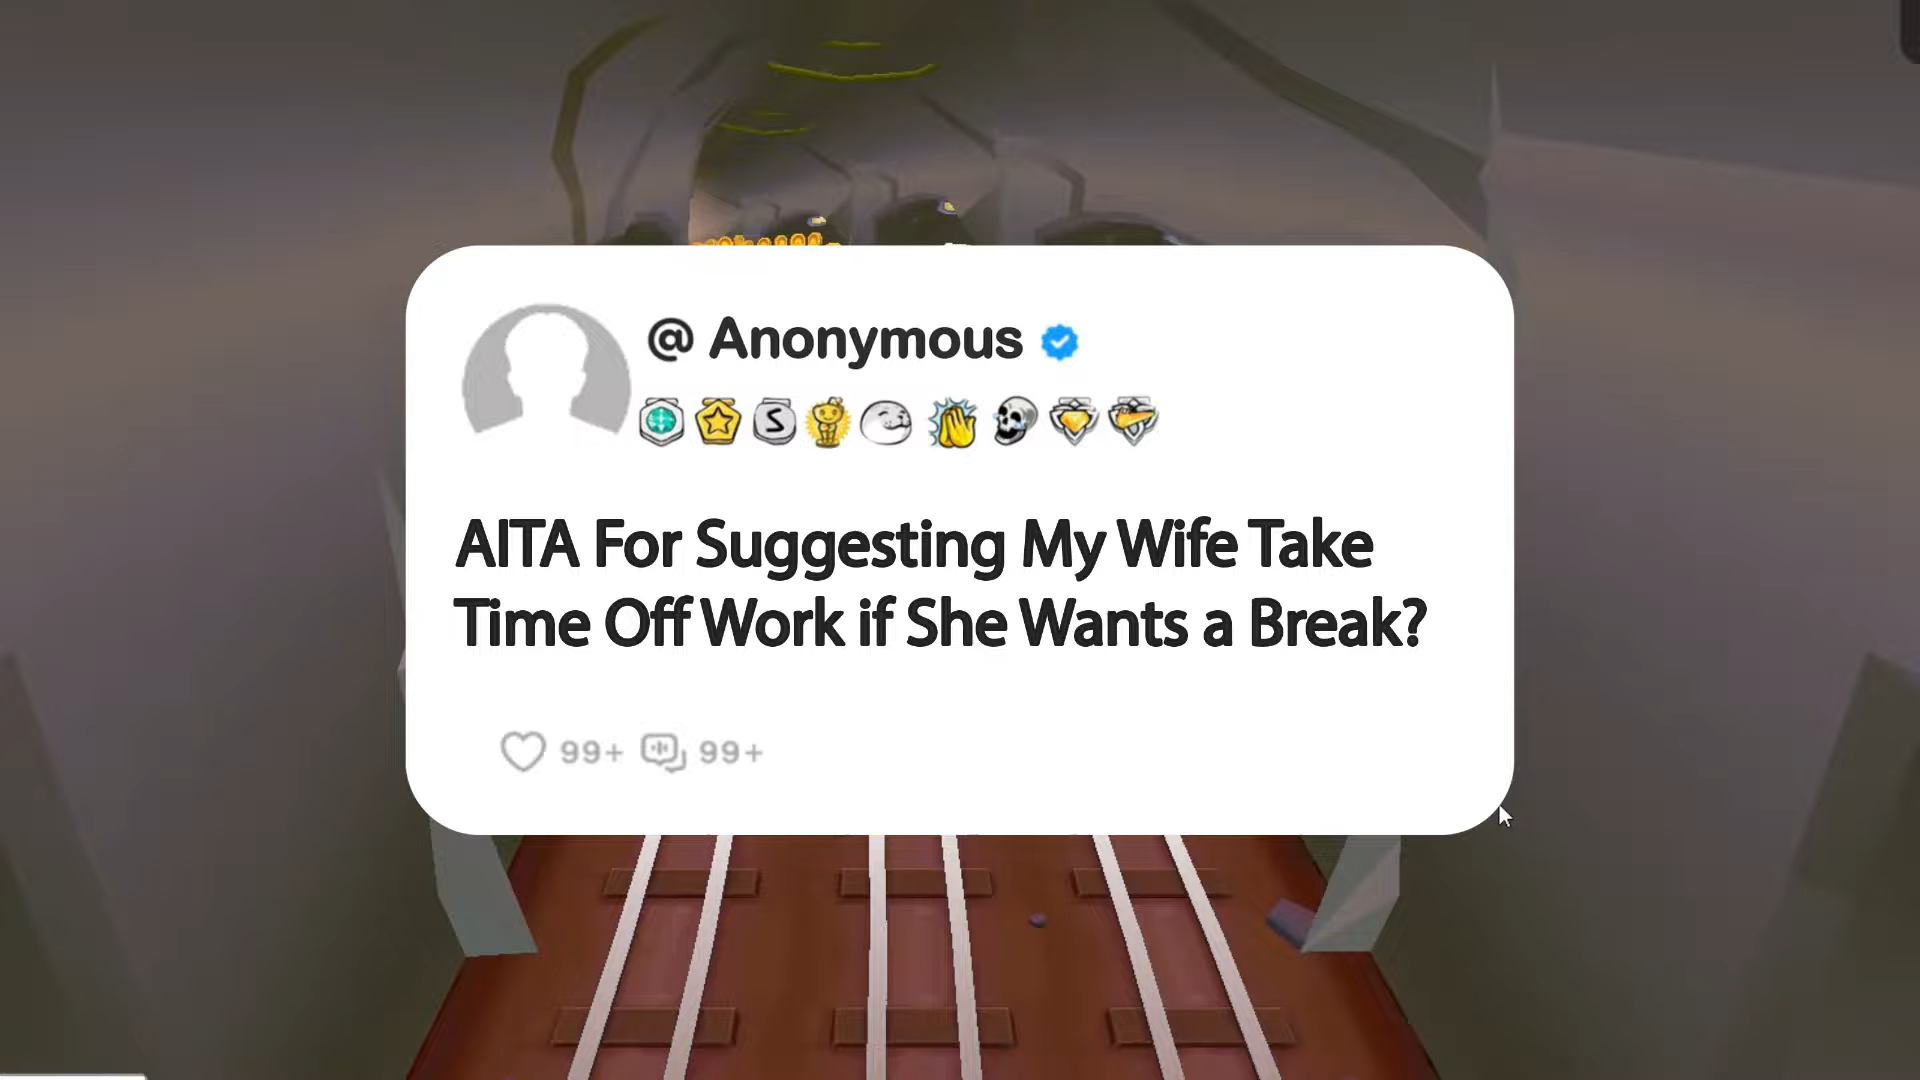 @ Anonymous
S
AITA For Suggesting My Wife Take
Time Off Work if She Wants a Break?
99+ 99+